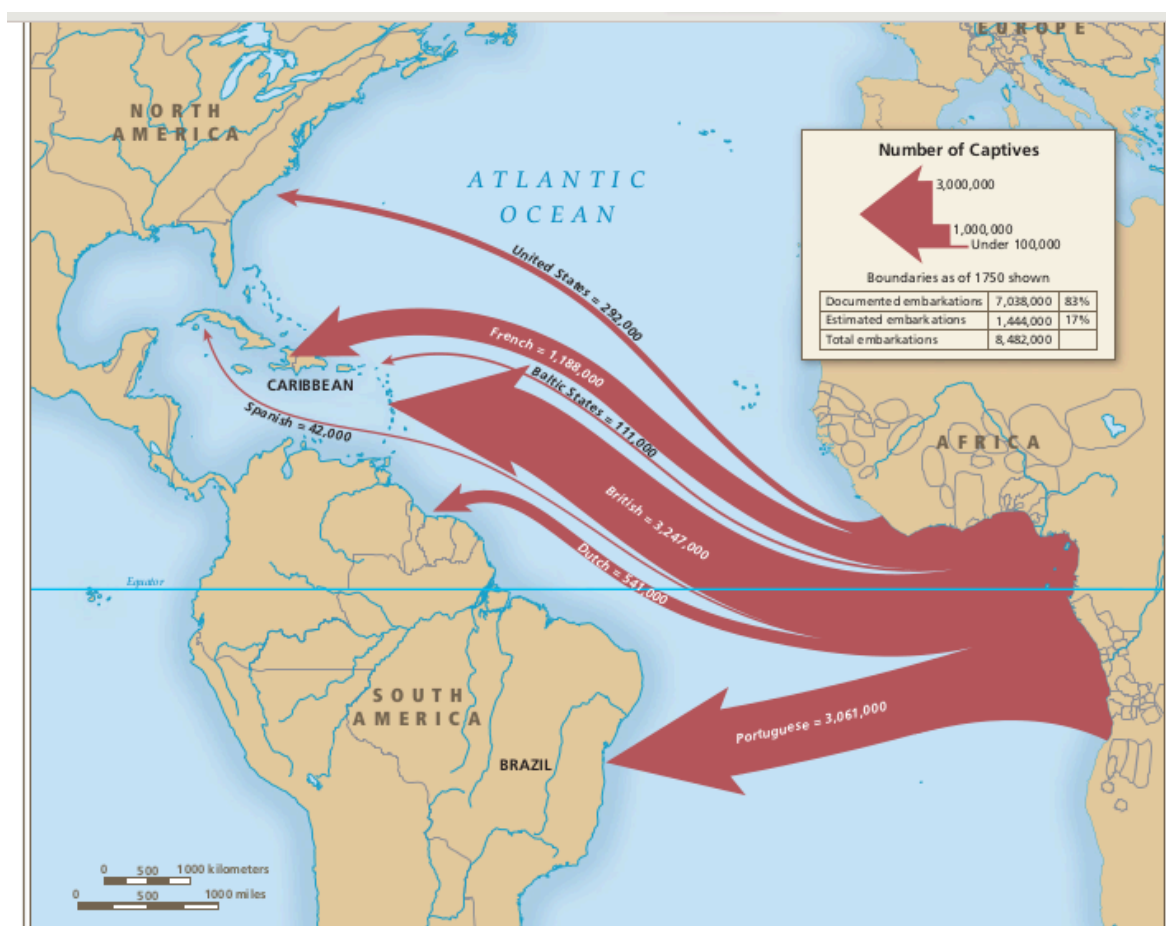 EUROPE
NORTH
AMERICA
ATLANTIC
OCEAN
Number of Captives
3,000,000
1,000,000
Under 100,000
Boundaries as of 1750 shown
Documented embarkations 7,038,000 83%
Estimated embarkations 1,444,000 17%
Total embarkations 8,482,000
United States = 292,000
French = 1,188,000
Baltic States = 111,000
CARIBBEAN
Spanish = 42,000
AFRICA
British = 3,247,000
Dutch = 541,000
Equator
SOUTH
AMERICA
Portuguese = 3,061,000
BRAZIL
0 500 1000 kilometers
0 500 1000 miles